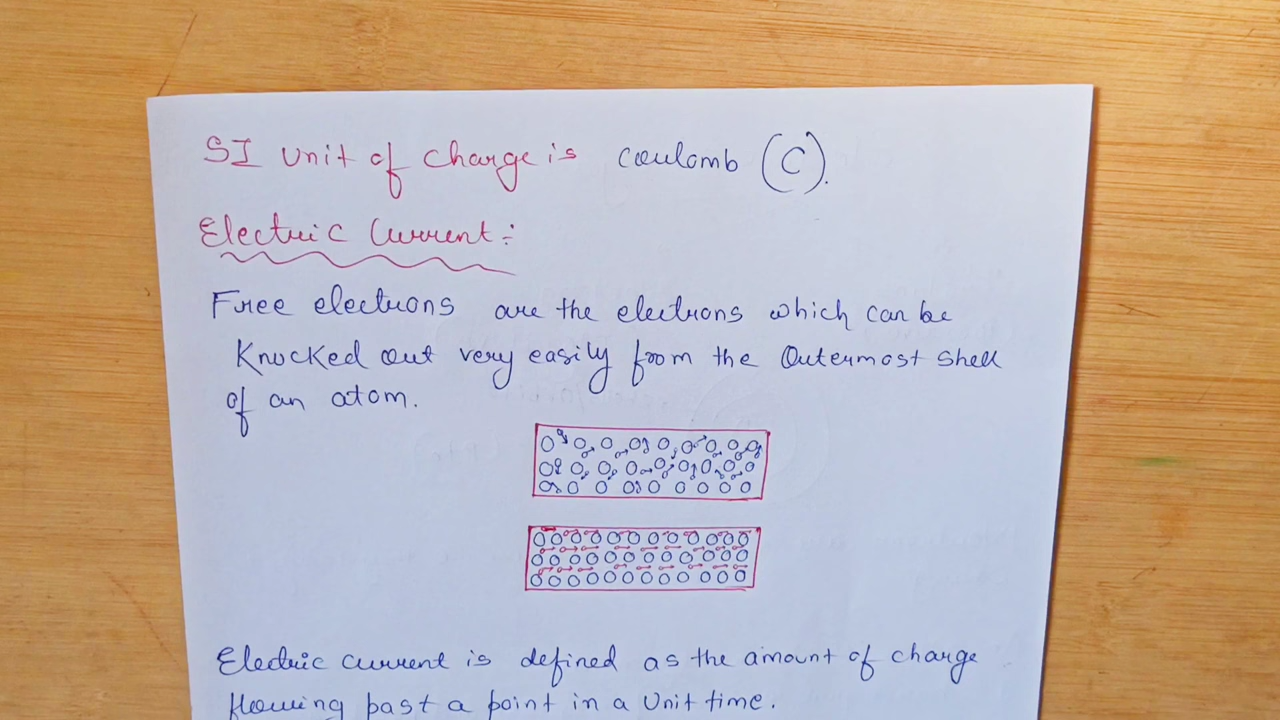 SI unit of charge is coulomb (C).
Electric Current :-
Free electrons are the electrons which can be
Knocked out very easily from the Outermost shell
of an atom.
Electric current is defined as the amount of charge
flowing past a point in a Unit time.